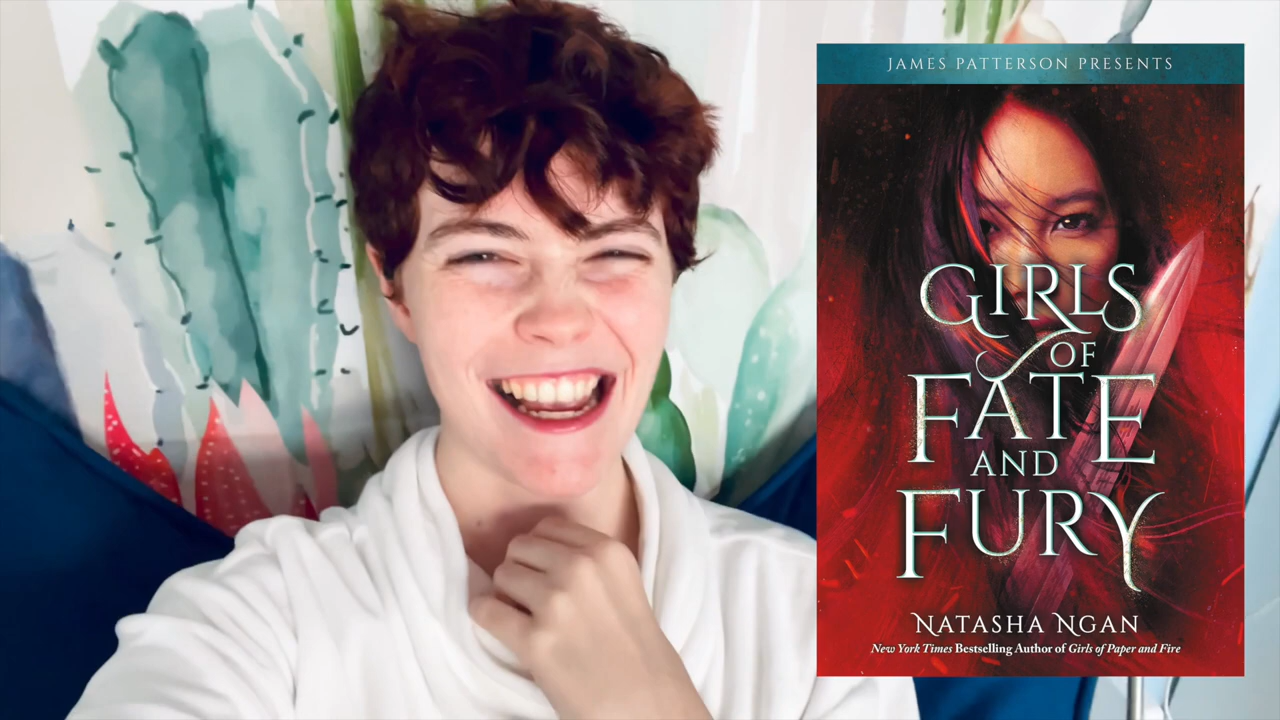 JAMES PATTERSON PRESENTS
GIRLS
OF
FATE
AND
FURY
NATASHA NGAN
New York Times Bestselling Author of Girls of Paper and Fire